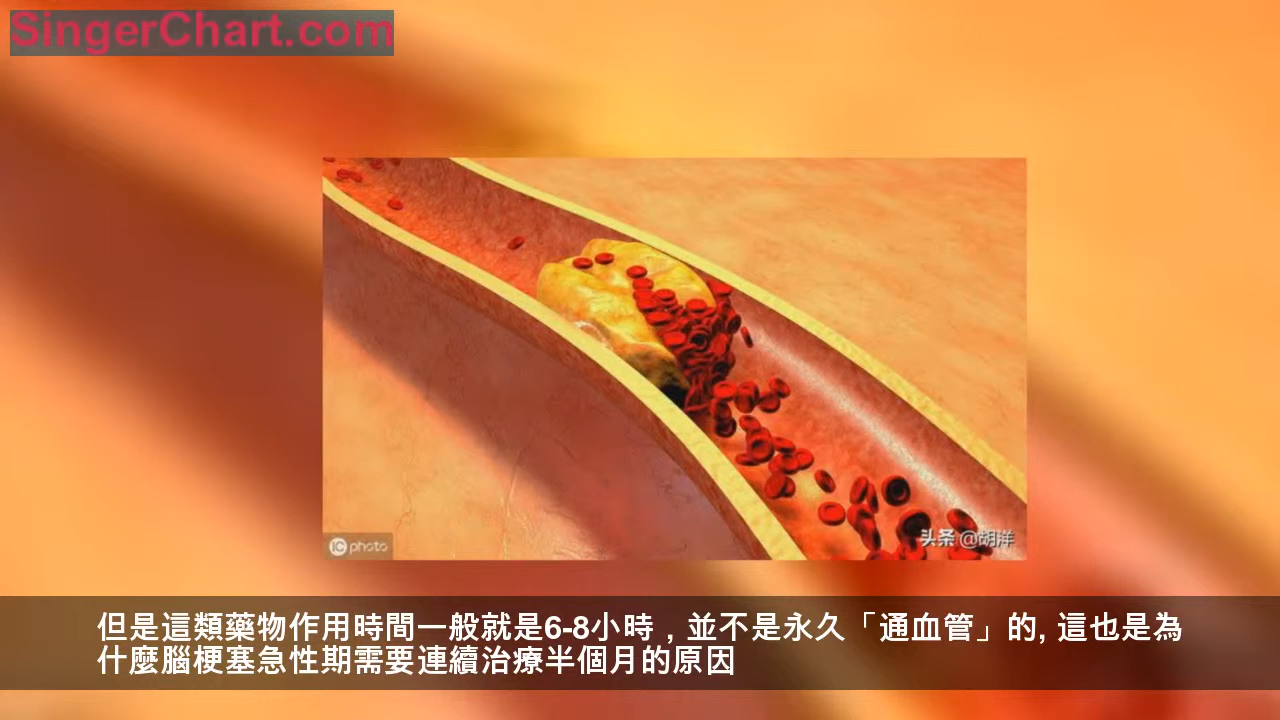 SingerChart.com
IC photo
头条 @胡洋
但是這類藥物作用時間一般就是6-8小時，並不是永久「通血管」的, 這也是為
什麼腦梗塞急性期需要連續治療半個月的原因